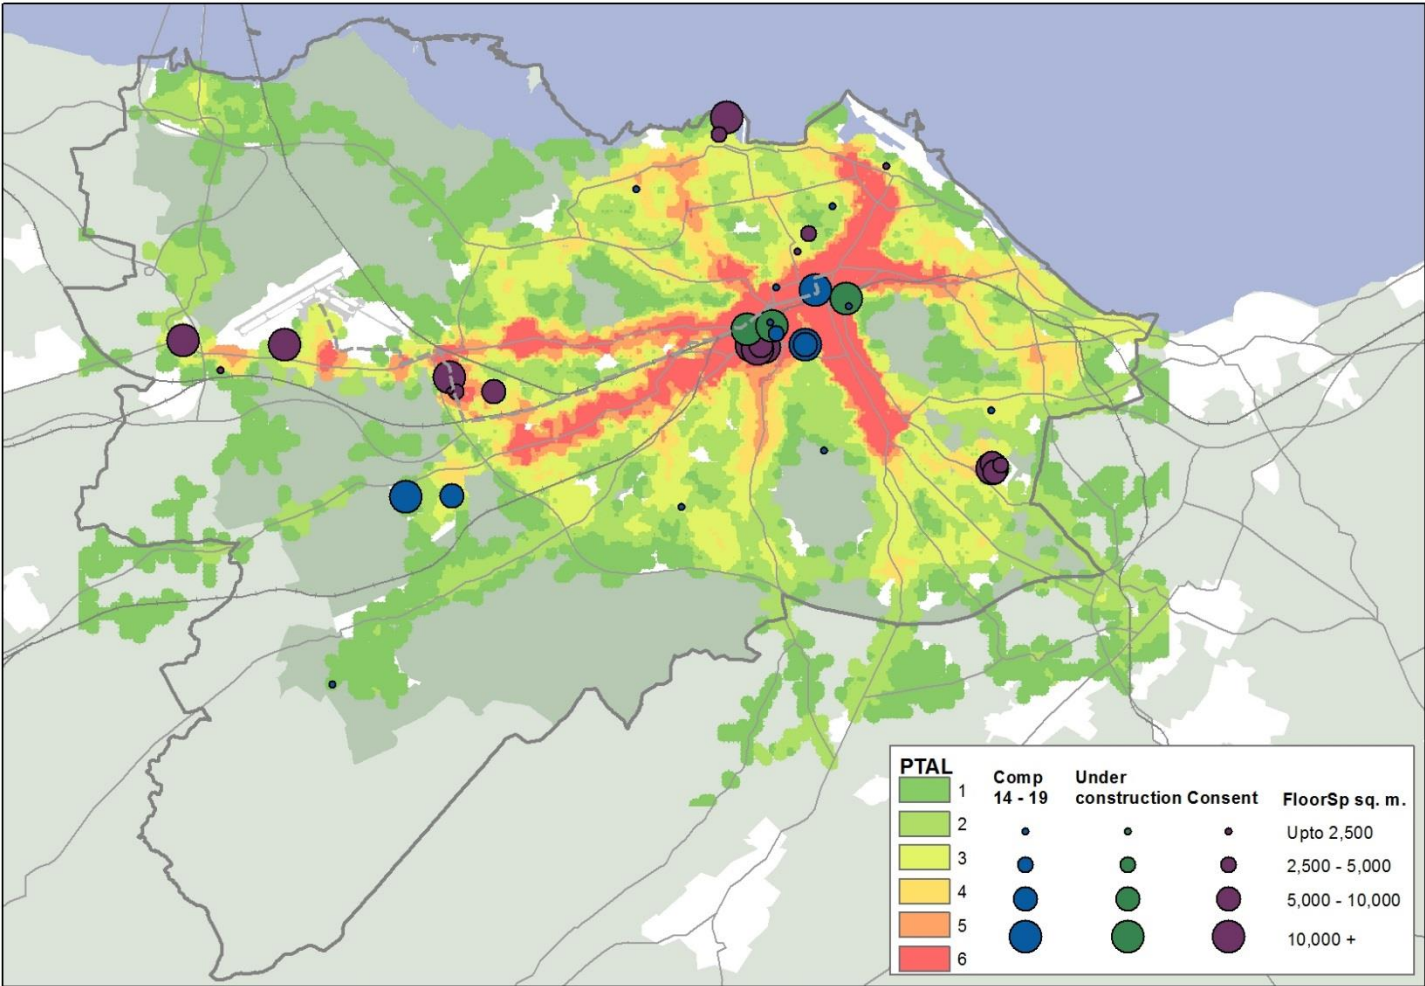 PTAL
Comp 14 - 19
Under construction
Consent
FloorSp sq. m.
1
2
3
4
5
6
Upto 2,500
2,500 - 5,000
5,000 - 10,000
10,000 +